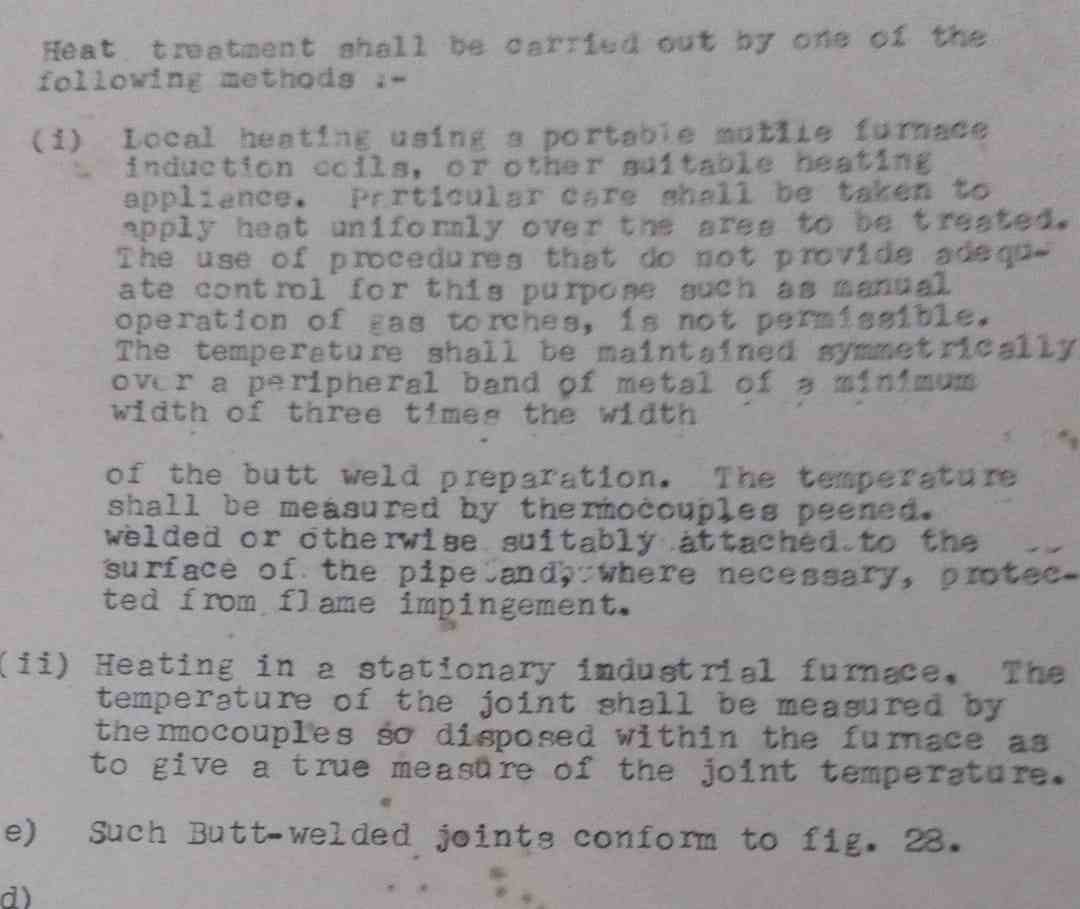 Heat treatment shall be carried out by one of the
following methods :-
(i) Local heating using a portable mutlle furnace
induction coils, or other suitable heating
appliance. Prrticular care shall be taken to
apply heat uniformly over the area to be treated.
The use of procedures that do not provide adequ-
ate control for this purpose such as manual
operation of gas torches, is not permissible.
The temperature shall be maintained symmetrically
over a peripheral band of metal of a minimum
width of three times the width
of the butt weld preparation. The temperature
shall be measured by thermocouples peened.
welded or otherwise suitably attached.to the
surface of the pipe and, where necessary, protec-
ted from flame impingement.
(ii) Heating in a stationary industrial furnace. The
temperature of the joint shall be measured by
thermocouples so disposed within the furnace as
to give a true measure of the joint temperature.
e) Such Butt-welded joints conform to fig. 28.
d)